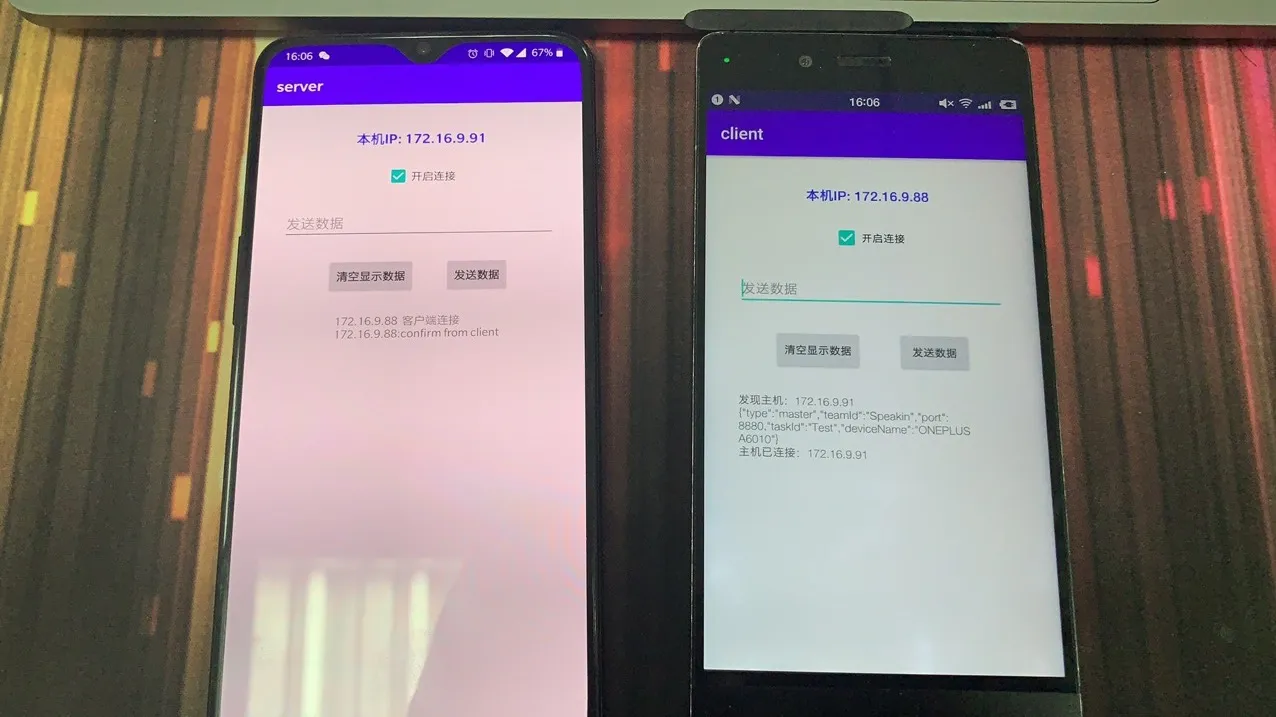 16:06
67%
server
本机IP: 172.16.9.91
开启连接
发送数据
清空显示数据
发送数据
172.16.9.88 客户端连接
172.16.9.88:confirm from client
16:06
client
本机IP: 172.16.9.88
开启连接
发送数据
清空显示数据
发送数据
发现主机：172.16.9.91
{"type":"master","teamId":"Speakin","port":
8880,"taskId":"Test","deviceName":"ONEPLUS
A6010"}
主机已连接：172.16.9.91